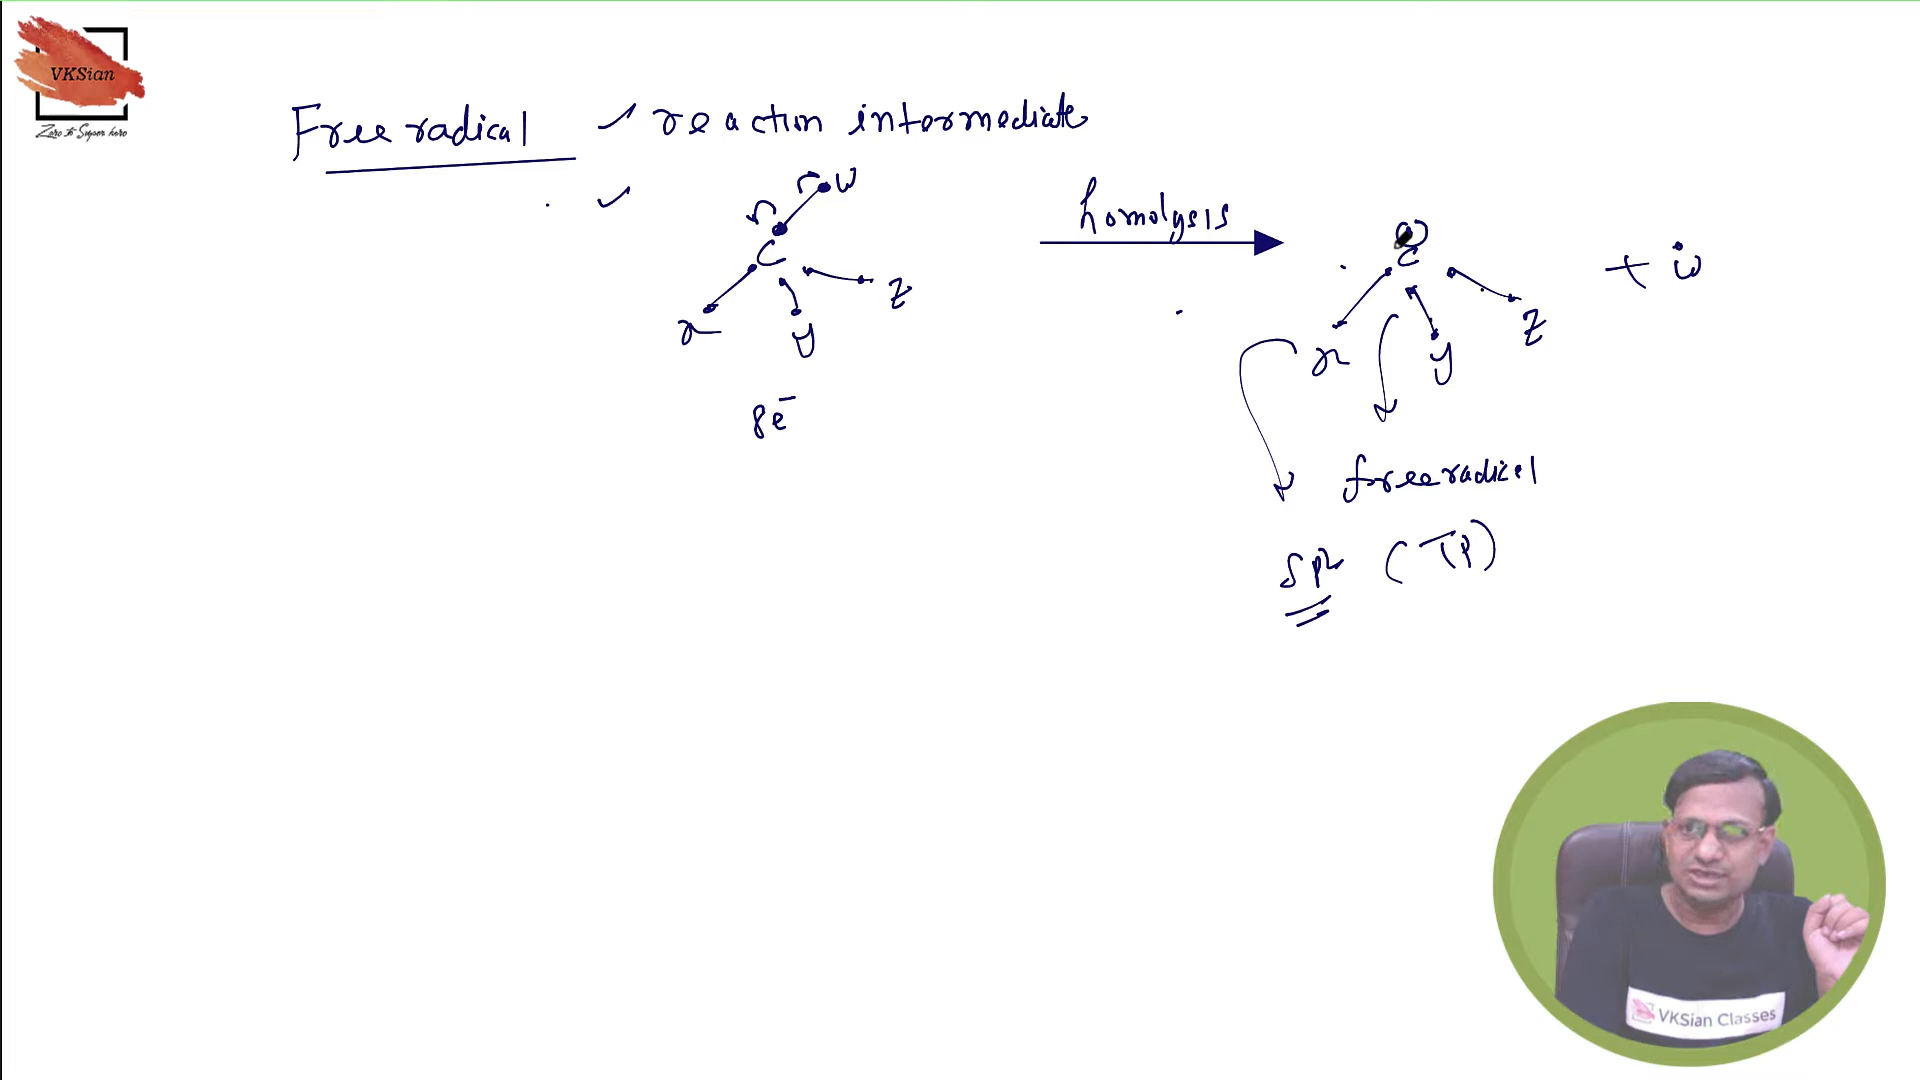 VKSian
Zero to Super hero
Free radical ✓ reaction intermediate
✓
W
C
x y z
8e⁻
homolysis
C
x y z
+ ẇ
free radical
sp² (TP)
VKSian Classes